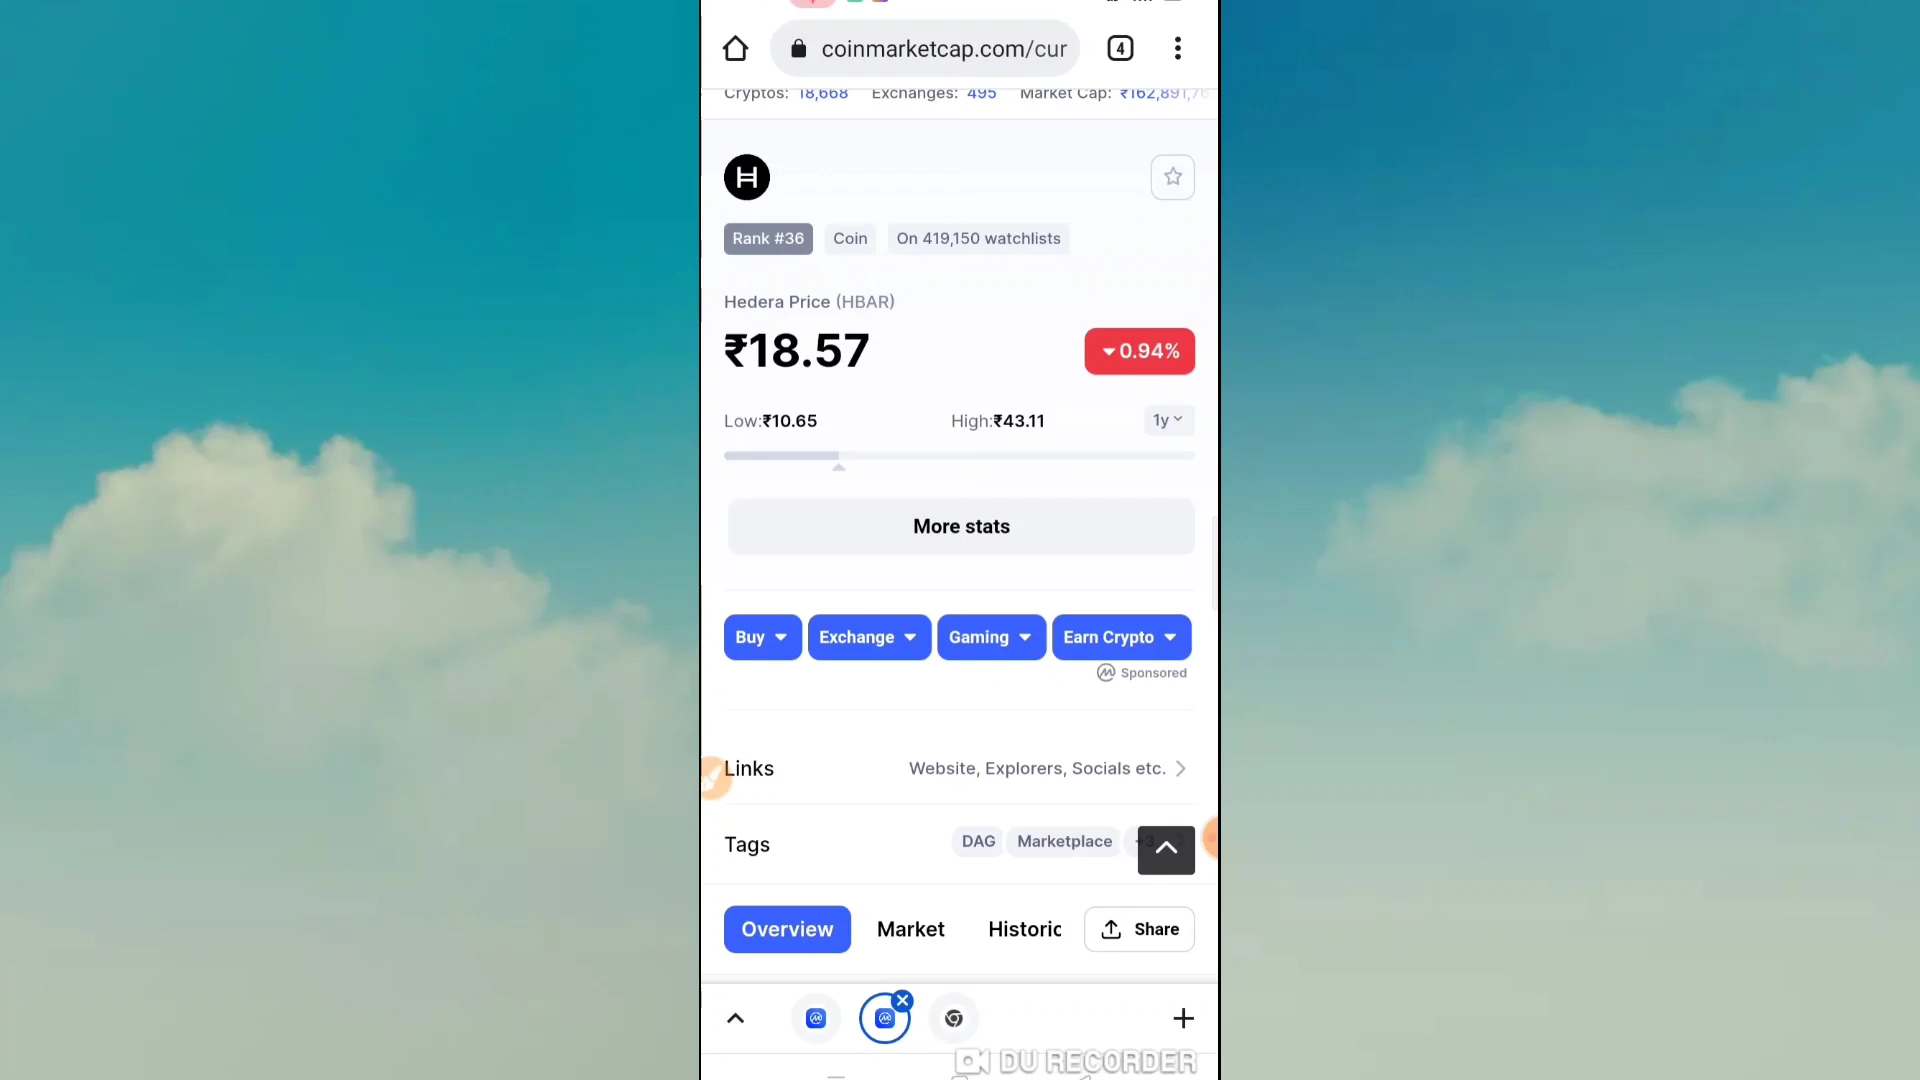 coinmarketcap.com/cur
4
Cryptos: 18,668 Exchanges: 495 Market Cap: ₹162,891,76
Rank #36 Coin On 419,150 watchlists
Hedera Price (HBAR)
₹18.57 0.94%
Low:₹10.65 High:₹43.11 1y
More stats
Buy Exchange Gaming Earn Crypto
Sponsored
Links Website, Explorers, Socials etc.
Tags DAG Marketplace +3
Overview Market Historic Share
DU RECORDER